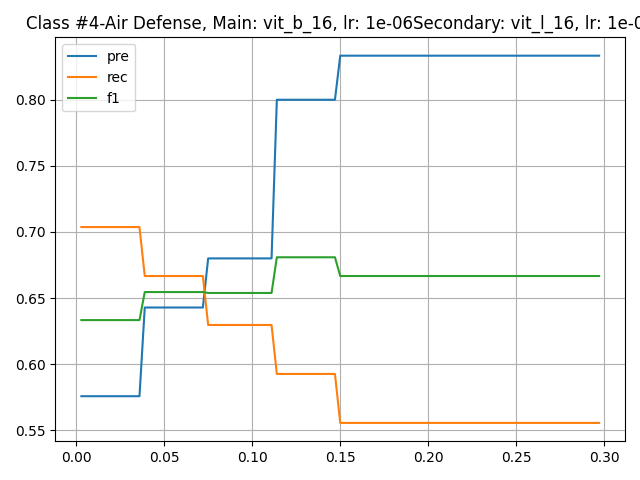 Class #4-Air Defense, Main: vit_b_16, lr: 1e-06Secondary: vit_l_16, lr: 1e-0
pre
rec
f1
0.80
0.75
0.70
0.65
0.60
0.55
0.00 0.05 0.10 0.15 0.20 0.25 0.30